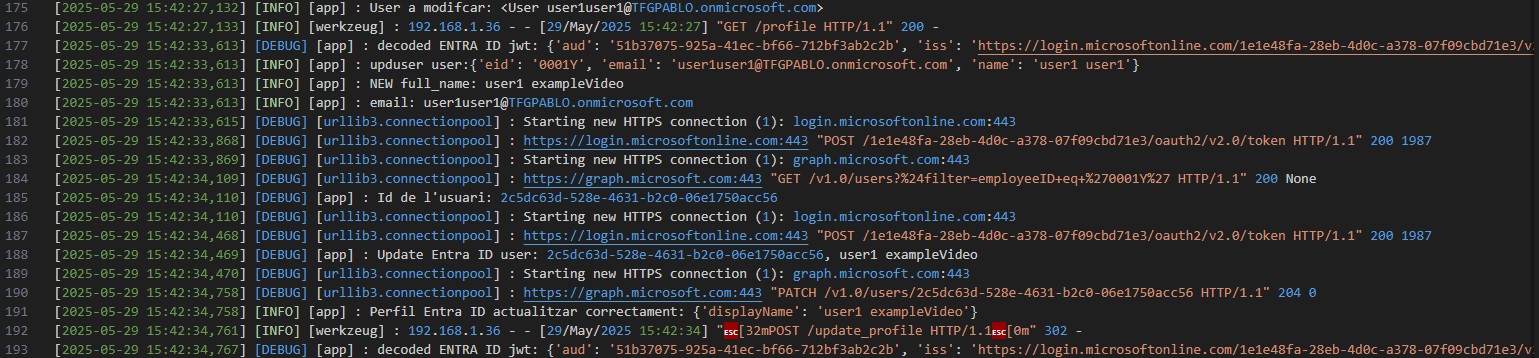 175 [2025-05-29 15:42:27,132] [INFO] [app] : User a modifcar: <User user1user1@TFGPABLO.onmicrosoft.com>
176 [2025-05-29 15:42:27,133] [INFO] [werkzeug] : 192.168.1.36 - - [29/May/2025 15:42:27] "GET /profile HTTP/1.1" 200 -
177 [2025-05-29 15:42:33,613] [DEBUG] [app] : decoded ENTRA ID jwt: {'aud': '51b37075-925a-41ec-bf66-712bf3ab2c2b', 'iss': 'https://login.microsoftonline.com/1e1e48fa-28eb-4d0c-a378-07f09cbd71e3/v
178 [2025-05-29 15:42:33,613] [INFO] [app] : upduser user:{'eid': '0001Y', 'email': 'user1user1@TFGPABLO.onmicrosoft.com', 'name': 'user1 user1'}
179 [2025-05-29 15:42:33,613] [INFO] [app] : NEW full_name: user1 exampleVideo
180 [2025-05-29 15:42:33,613] [INFO] [app] : email: user1user1@TFGPABLO.onmicrosoft.com
181 [2025-05-29 15:42:33,615] [DEBUG] [urllib3.connectionpool] : Starting new HTTPS connection (1): login.microsoftonline.com:443
182 [2025-05-29 15:42:33,868] [DEBUG] [urllib3.connectionpool] : https://login.microsoftonline.com:443 "POST /1e1e48fa-28eb-4d0c-a378-07f09cbd71e3/oauth2/v2.0/token HTTP/1.1" 200 1987
183 [2025-05-29 15:42:33,869] [DEBUG] [urllib3.connectionpool] : Starting new HTTPS connection (1): graph.microsoft.com:443
184 [2025-05-29 15:42:34,109] [DEBUG] [urllib3.connectionpool] : https://graph.microsoft.com:443 "GET /v1.0/users?%24filter=employeeID+eq+%270001Y%27 HTTP/1.1" 200 None
185 [2025-05-29 15:42:34,110] [DEBUG] [app] : Id de l'usuari: 2c5dc63d-528e-4631-b2c0-06e1750acc56
186 [2025-05-29 15:42:34,110] [DEBUG] [urllib3.connectionpool] : Starting new HTTPS connection (1): login.microsoftonline.com:443
187 [2025-05-29 15:42:34,468] [DEBUG] [urllib3.connectionpool] : https://login.microsoftonline.com:443 "POST /1e1e48fa-28eb-4d0c-a378-07f09cbd71e3/oauth2/v2.0/token HTTP/1.1" 200 1987
188 [2025-05-29 15:42:34,469] [DEBUG] [app] : Update Entra ID user: 2c5dc63d-528e-4631-b2c0-06e1750acc56, user1 exampleVideo
189 [2025-05-29 15:42:34,470] [DEBUG] [urllib3.connectionpool] : Starting new HTTPS connection (1): graph.microsoft.com:443
190 [2025-05-29 15:42:34,758] [DEBUG] [urllib3.connectionpool] : https://graph.microsoft.com:443 "PATCH /v1.0/users/2c5dc63d-528e-4631-b2c0-06e1750acc56 HTTP/1.1" 204 0
191 [2025-05-29 15:42:34,758] [DEBUG] [app] : Perfil Entra ID actualitzar correctament: {'displayName': 'user1 exampleVideo'}
192 [2025-05-29 15:42:34,761] [INFO] [werkzeug] : 192.168.1.36 - - [29/May/2025 15:42:34] "ESC[32mPOST /update_profile HTTP/1.1ESC[0m" 302 -
193 [2025-05-29 15:42:34,767] [DEBUG] [app] : decoded ENTRA ID jwt: {'aud': '51b37075-925a-41ec-bf66-712bf3ab2c2b', 'iss': 'https://login.microsoftonline.com/1e1e48fa-28eb-4d0c-a378-07f09cbd71e3/v